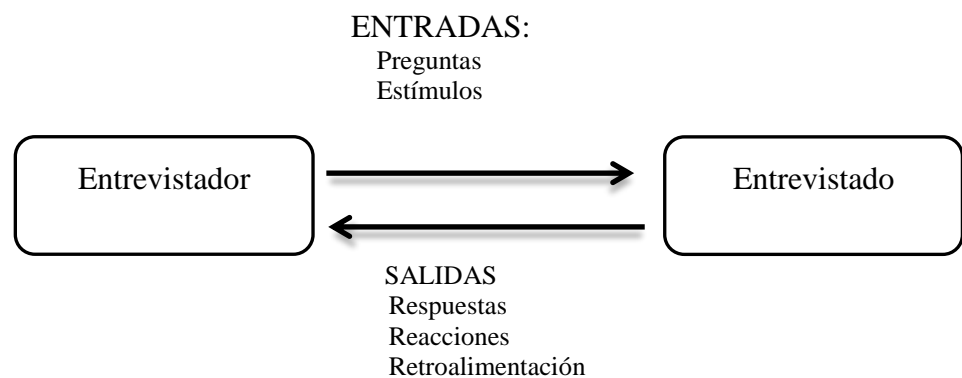 ENTRADAS:
Preguntas
Estímulos
Entrevistador
Entrevistado
SALIDAS
Respuestas
Reacciones
Retroalimentación